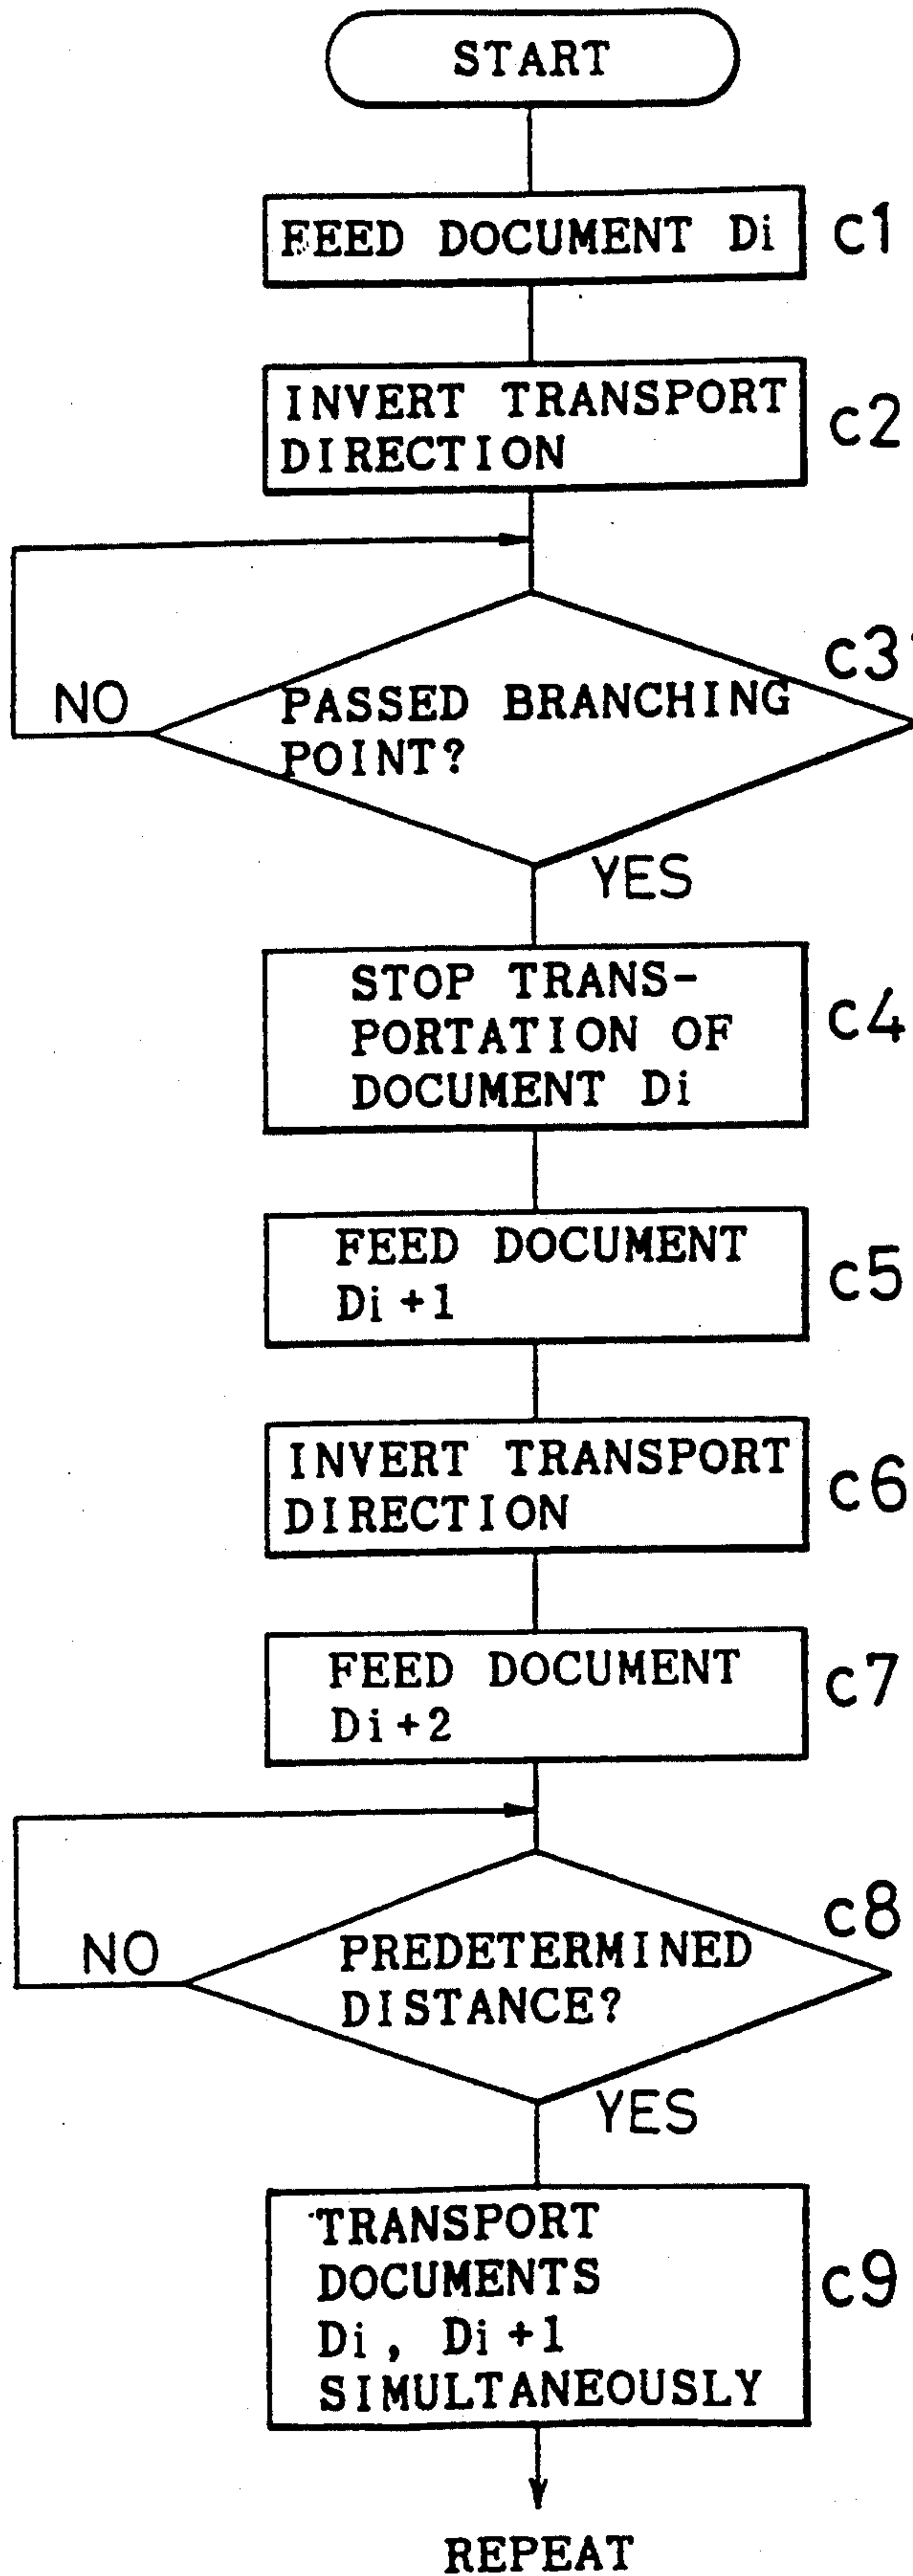 START
FEED DOCUMENT Di
c1
INVERT TRANSPORT
DIRECTION
c2
c3
NO
PASSED BRANCHING
POINT?
YES
STOP TRANS-
PORTATION OF
DOCUMENT Di
c4
FEED DOCUMENT
Di+1
c5
INVERT TRANSPORT
DIRECTION
c6
FEED DOCUMENT
Di+2
c7
c8
NO
PREDETERMINED
DISTANCE?
YES
TRANSPORT
DOCUMENTS
Di, Di+1
SIMULTANEOUSLY
c9
REPEAT